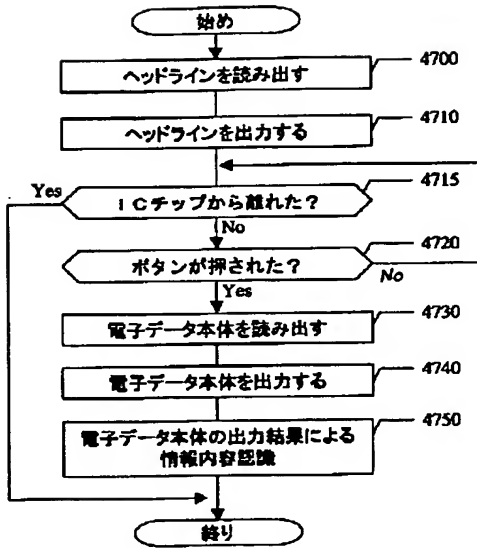 始め
ヘッドラインを読み出す
4700
ヘッドラインを出力する
4710
Yes
ICチップから離れた?
4715
No
ボタンが押された?
4720
No
Yes
電子データ本体を読み出す
4730
電子データ本体を出力する
4740
電子データ本体の出力結果による
情報内容認識
4750
終り